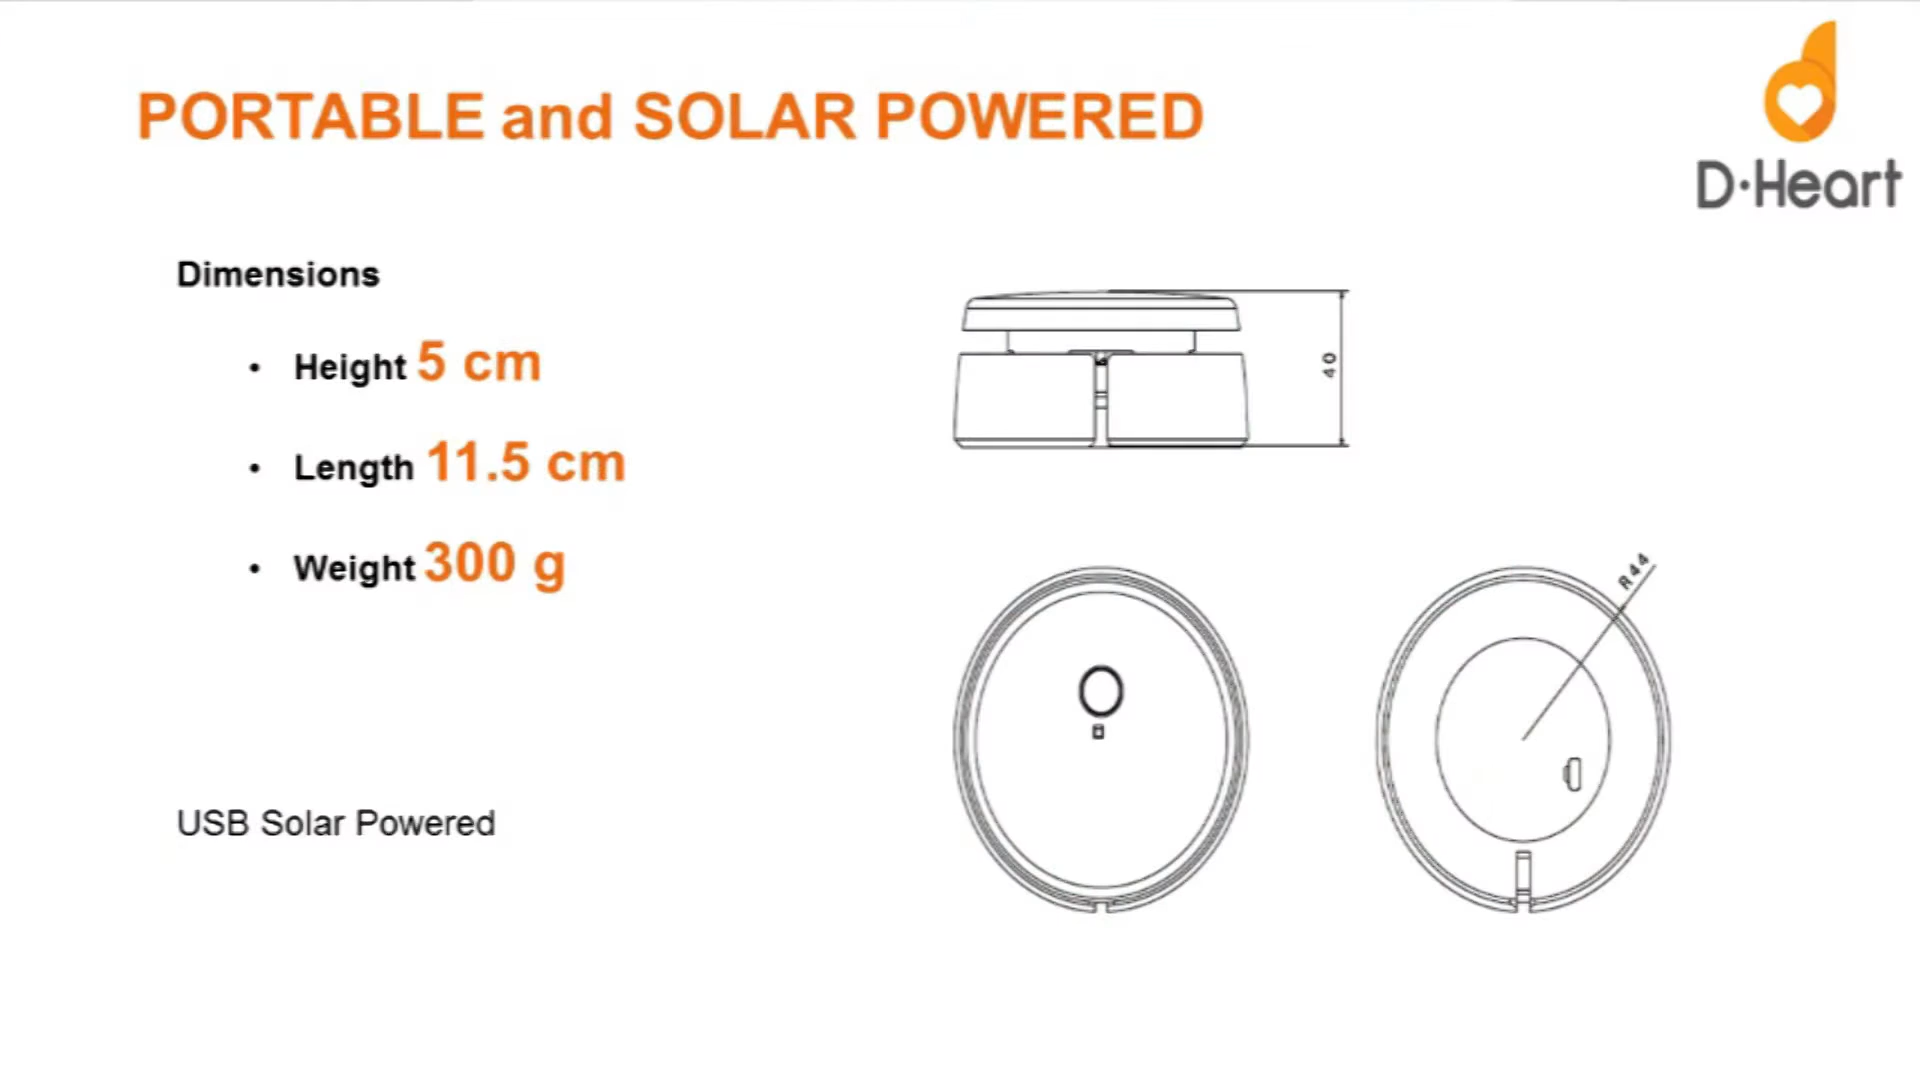 PORTABLE and SOLAR POWERED
D·Heart
Dimensions
• Height 5 cm
• Length 11.5 cm
• Weight 300 g
40
R44
USB Solar Powered